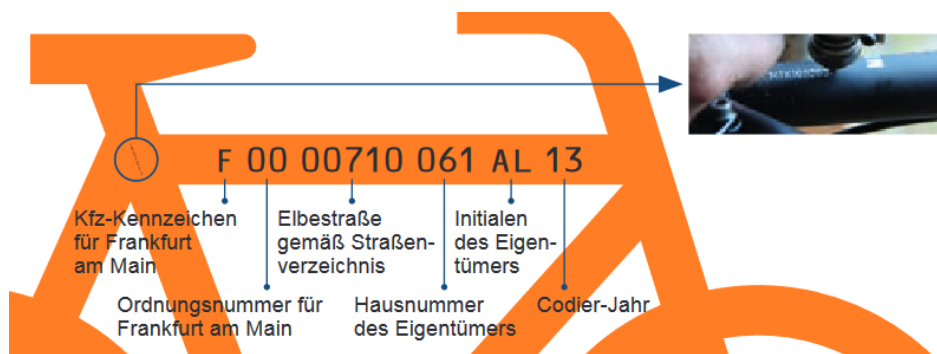 F 00 00710 061 AL 13
Kfz-Kennzeichen
für Frankfurt
am Main
Elbestraße
gemäß Straßen-
verzeichnis
Initialen
des Eigen-
tümers
Ordnungsnummer für
Frankfurt am Main
Hausnummer
des Eigentümers
Codier-Jahr